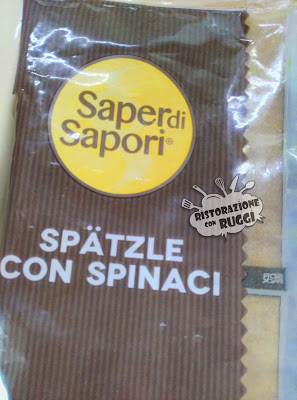 Saper di
Sapori®
RISTORAZIONE
CON
RUGGI
SPÄTZLE
CON SPINACI